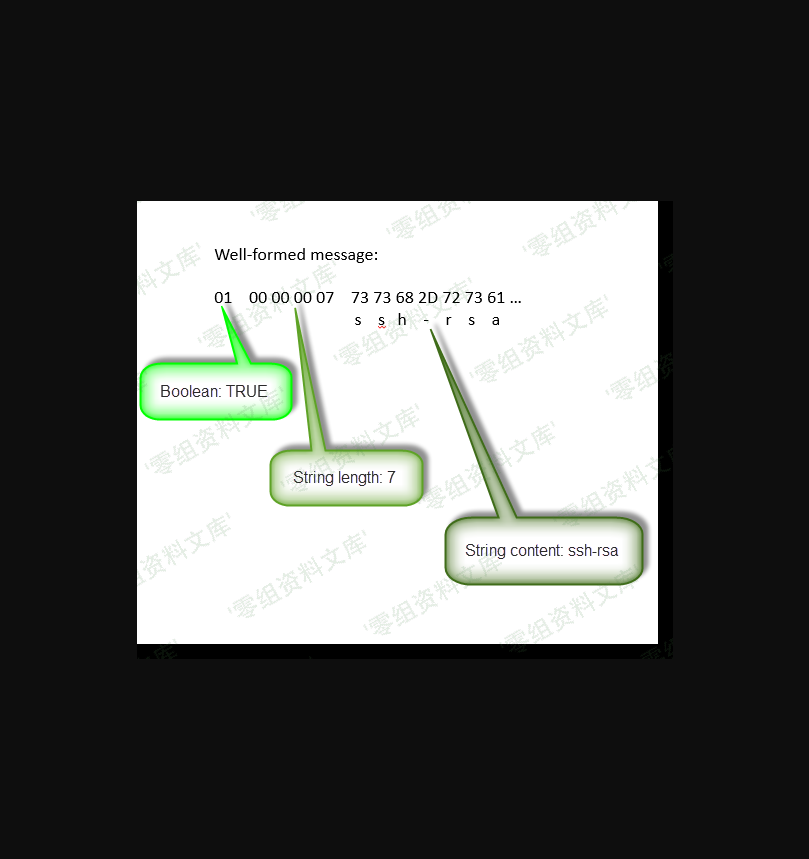 Well-formed message:
01 00 00 00 07 73 73 68 2D 72 73 61 ...
s s h - r s a
Boolean: TRUE
String length: 7
String content: ssh-rsa
'零组资料文库'